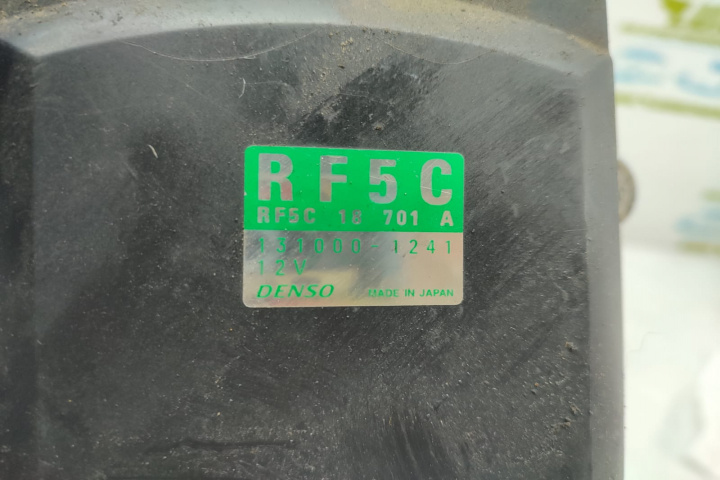 RF5C
RF5C 18 701 A
131000-1241
12V
DENSO MADE IN JAPAN